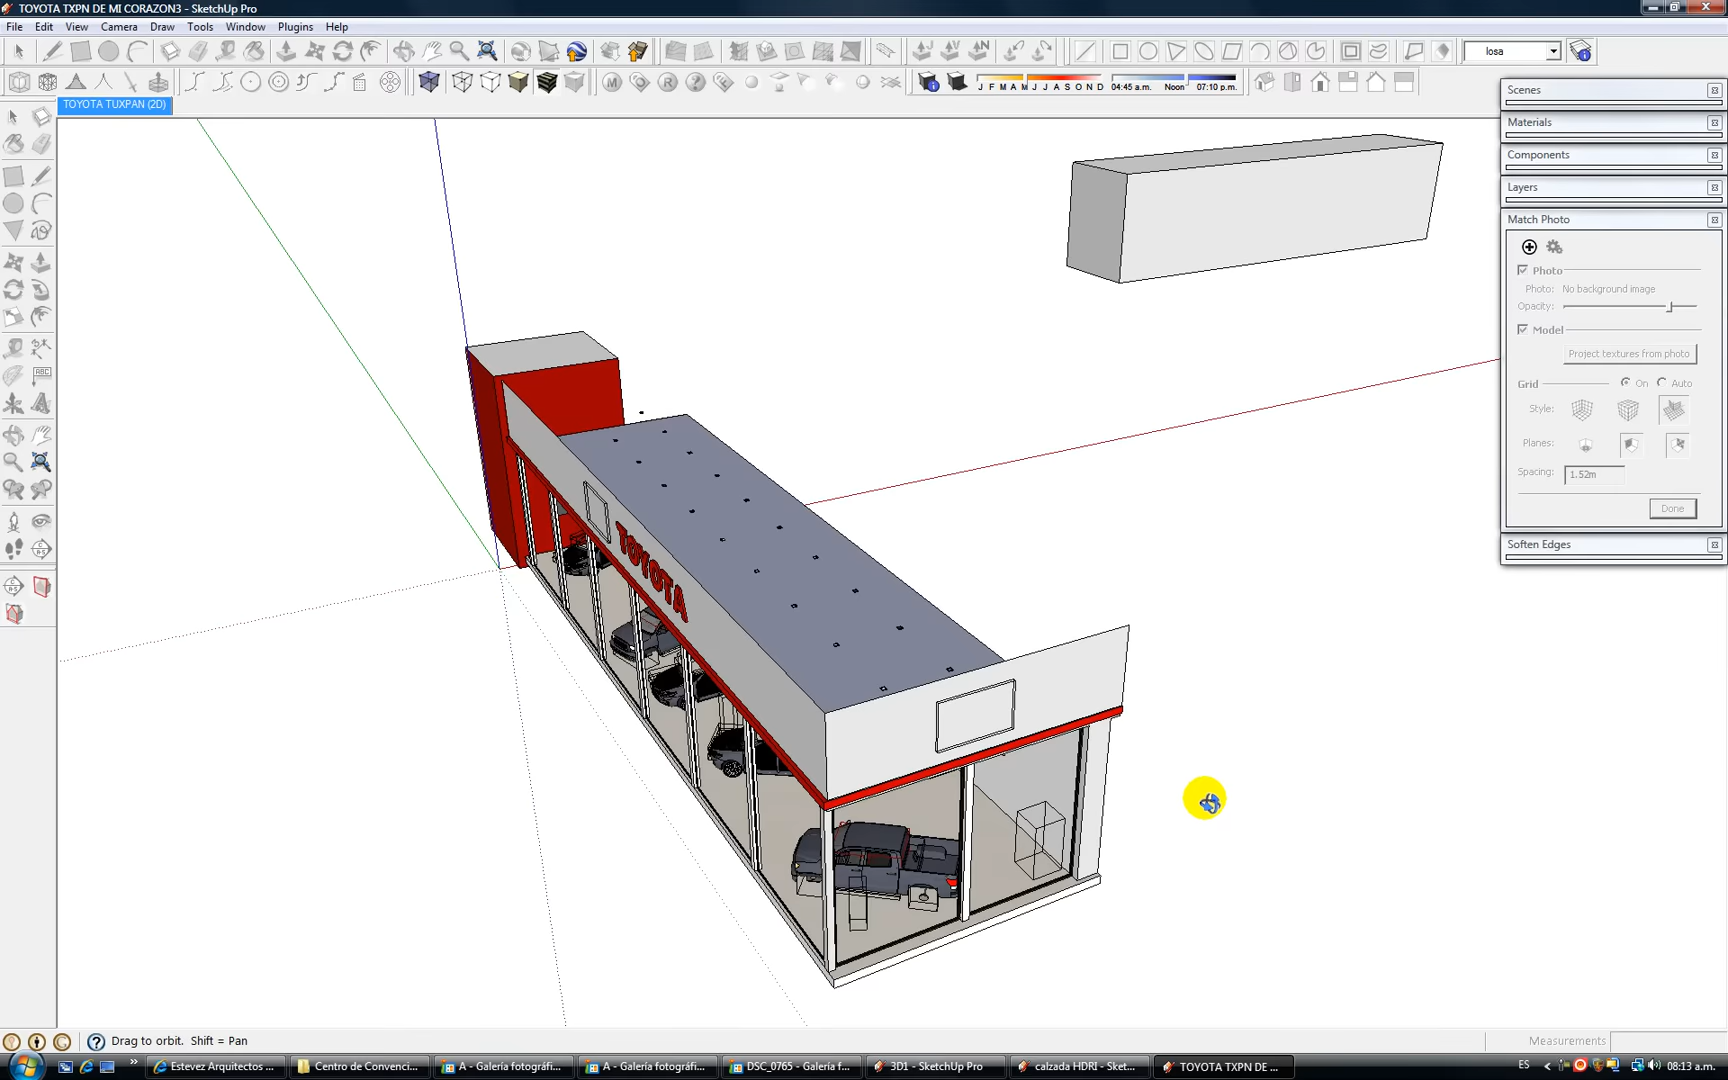 TOYOTA TXPN DE MI CORAZON3 - SketchUp Pro
File Edit View Camera Draw Tools Window Plugins Help
losa
J F M A M J J A S O N D 04:45 a.m. Noon 07:10 p.m.
TOYOTA TUXPAN (2D)
Scenes
Materials
Components
Layers
Match Photo
Photo
Photo: No background image
Opacity:
Model
Project textures from photo
Grid On Auto
Style:
Planes:
Spacing: 1.52m
Done
Soften Edges
TOYOTA
Drag to orbit. Shift = Pan
Measurements
Estevez Arquitectos ... Centro de Convenci... A - Galería fotográfi... A - Galería fotográfi... DSC_0765 - Galería f... 3D1 - SketchUp Pro calzada HDRI - Sket... TOYOTA TXPN DE ... ES 08:13 a.m.